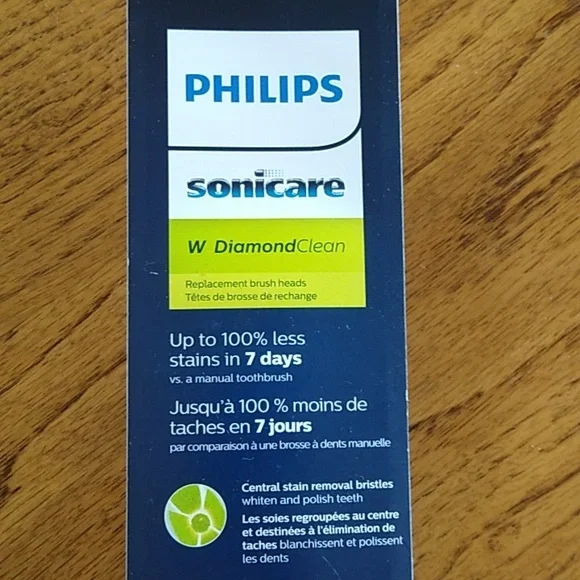 PHILIPS
sonicare
W DiamondClean
Replacement brush heads
Têtes de brosse de rechange
Up to 100% less
stains in 7 days
vs. a manual toothbrush
Jusqu'à 100 % moins de
taches en 7 jours
par comparaison à une brosse à dents manuelle
Central stain removal bristles
whiten and polish teeth
Les soies regroupées au centre
et destinées à l'élimination de
taches blanchissent et polissent
les dents